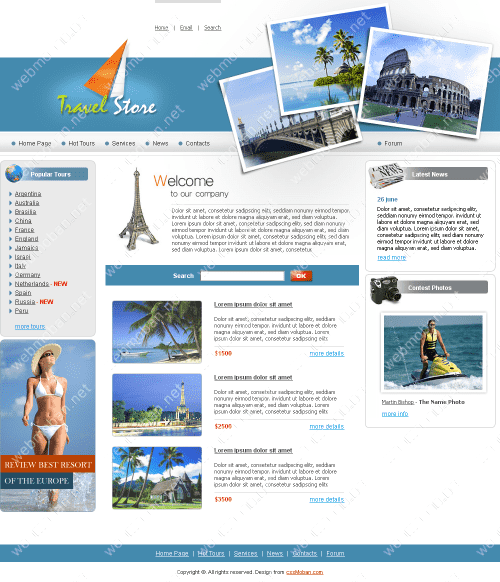 Home | Email | Search
Travel Store
Home Page Hot Tours Services News Contacts Forum
Popular Tours
Argentina
Australia
Brasilia
China
France
England
Jamaica
Israil
Italy
Germany
Netherlands - NEW
Spain
Russia - NEW
Peru
more tours
REVIEW BEST RESORT
OF THE EUROPE
Welcome
to our company
Dolor sit amet, consetetur sadipscing elitr, seddiam nonumy eirmod tempor.
invidunt ut labore et dolore magna aliquyam erat, sed diam voluptua. Lorem
ipsum dolor sit amet, consetetur sadipscing elitr, sed diam
nonumy eirmod tempor. invidunt ut labore et dolore magna aliquyam erat, sed diam
voluptua. Lorem ipsum dolor sit amet, consetetur sadipscing elitr, sed diam
nonumy eirmod tempor. invidunt ut labore et dolore magna aliquyam erat, sed
diam voluptua. Lorem ipsum dolor sit amet, consetetur.
Search
OK
Lorem ipsum dolor sit amet
Dolor sit amet, consetetur sadipscing elitr, seddiam
nonumy eirmod tempor. invidunt ut labore et dolore
magna aliquyam erat, sed diam voluptua. Lorem
ipsum dolor sit amet, consetetur sadipscing elitr
$1500
more details
Lorem ipsum dolor sit amet
Dolor sit amet, consetetur sadipscing elitr, seddiam
nonumy eirmod tempor. invidunt ut labore et dolore
magna aliquyam erat, sed diam voluptua. Lorem
ipsum dolor sit amet, consetetur sadipscing elitr
$2500
more details
Lorem ipsum dolor sit amet
Dolor sit amet, consetetur sadipscing elitr, seddiam
nonumy eirmod tempor. invidunt ut labore et dolore
magna aliquyam erat, sed diam voluptua. Lorem
ipsum dolor sit amet, consetetur sadipscing elitr
$3500
more details
NEWS
Latest News
26 june
Dolor sit amet, consetetur sadipscing elitr,
seddiam nonumy eirmod tempor. invidunt ut
labore et dolore magna aliquyam erat, sed
diam voluptua. Lorem ipsum dolor sit
amet, consetetur sadipscing elitr, sed diam
nonumy eirmod tempor. invidunt ut labore
et dolore magna aliquyam erat, sed diam
read more
Contest Photos
Martin Bishop - The Name Photo
more info
Home Page | Hot Tours | Services | News | Contacts | Forum
Copyright © All rights reserved. Design from cooMoban.com